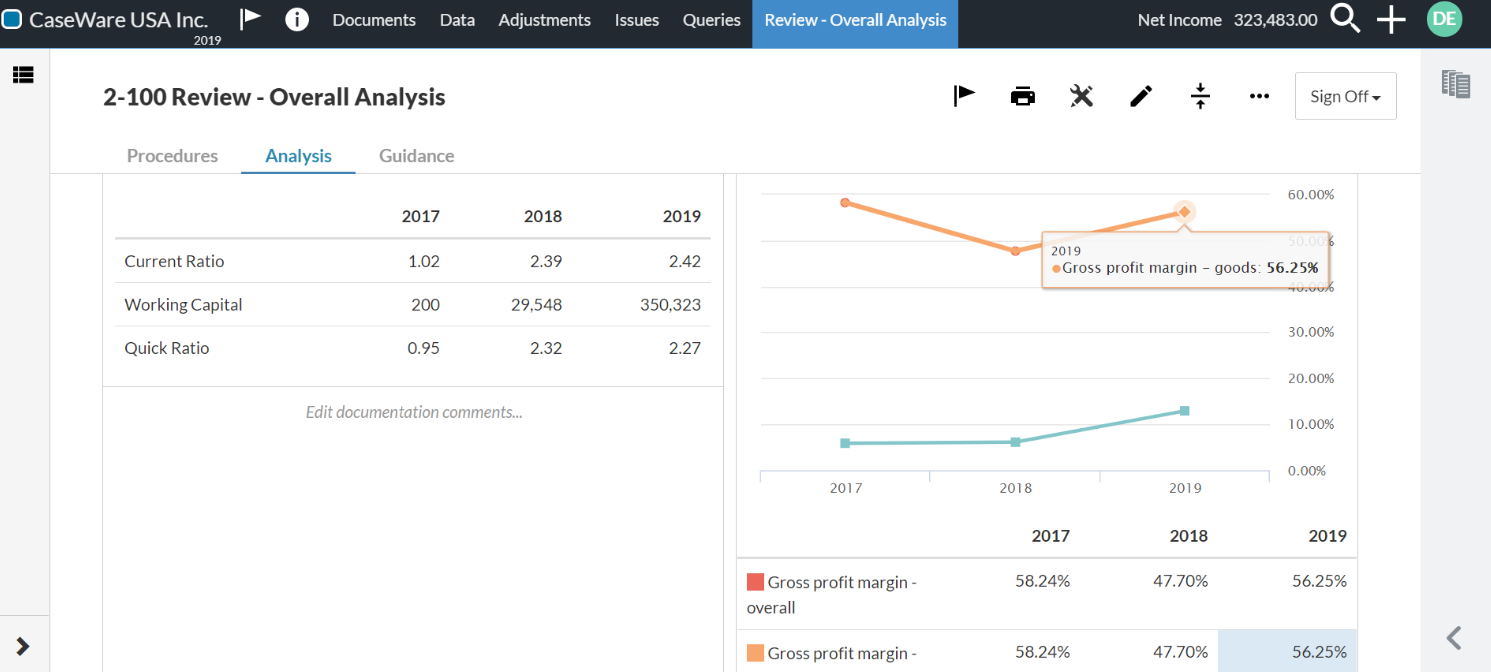 CaseWare USA Inc.
2019
Documents Data Adjustments Issues Queries Review - Overall Analysis Net Income 323,483.00 DE
2-100 Review - Overall Analysis
Sign Off
Procedures Analysis Guidance
2017 2018 2019
Current Ratio 1.02 2.39 2.42
Working Capital 200 29,548 350,323
Quick Ratio 0.95 2.32 2.27
Edit documentation comments...
60.00%
50.00%
40.00%
30.00%
20.00%
10.00%
0.00%
2019
Gross profit margin – goods: 56.25%
2017 2018 2019
2017 2018 2019
Gross profit margin - 58.24% 47.70% 56.25%
overall
Gross profit margin - 58.24% 47.70% 56.25%